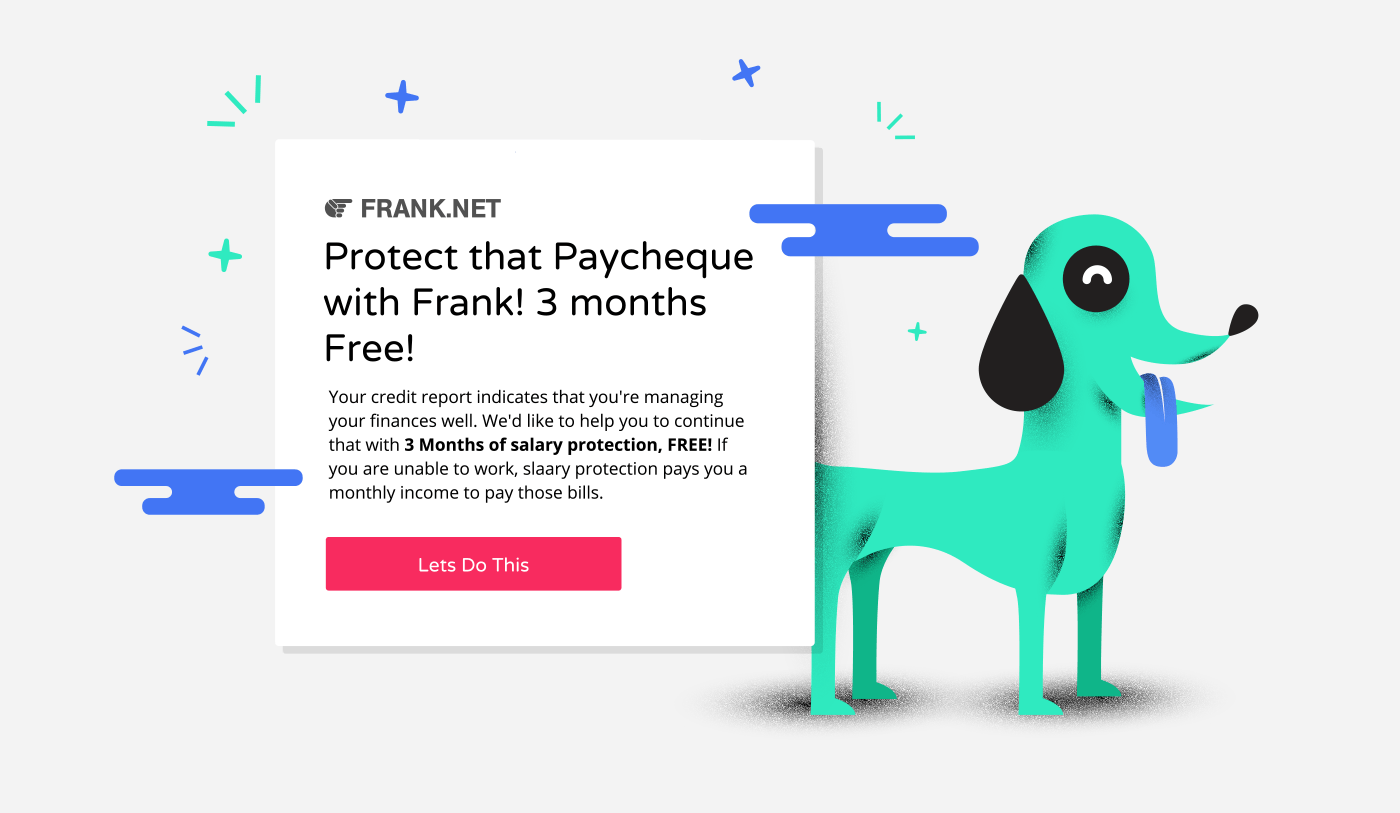 FRANK.NET
Protect that Paycheque
with Frank! 3 months
Free!
Your credit report indicates that you're managing
your finances well. We'd like to help you to continue
that with 3 Months of salary protection, FREE! If
you are unable to work, slaary protection pays you a
monthly income to pay those bills.
Lets Do This